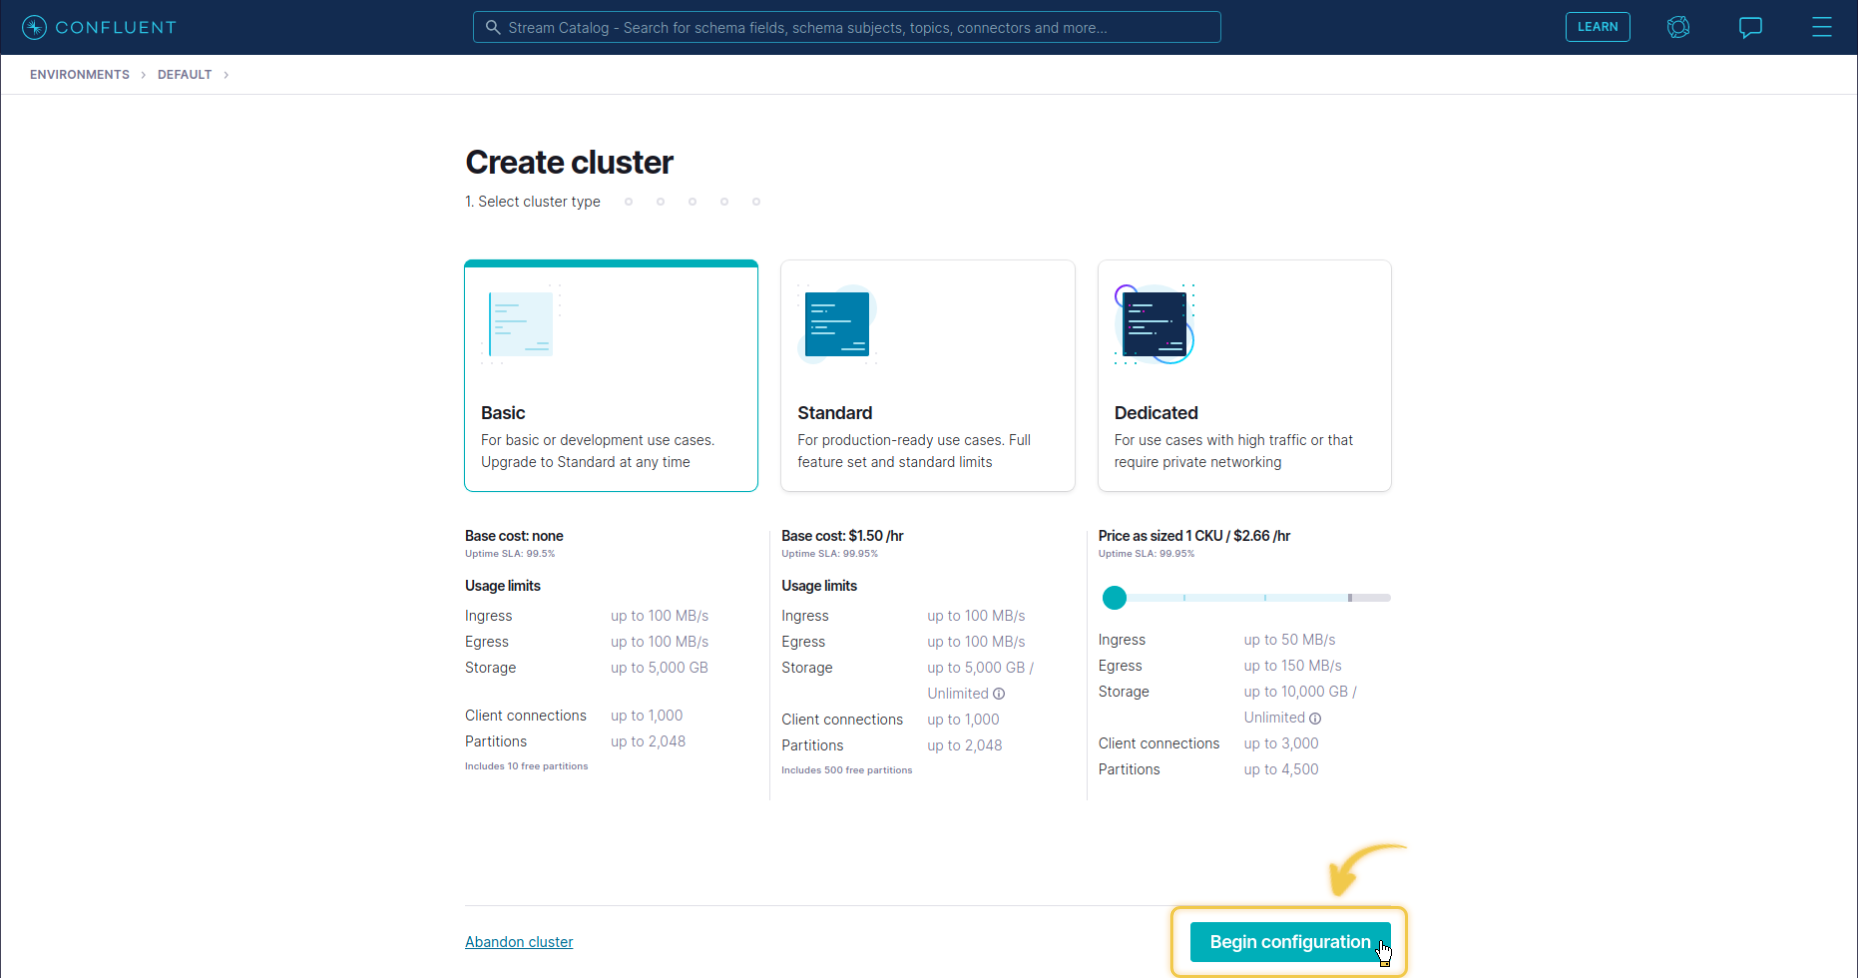 CONFLUENT
Stream Catalog - Search for schema fields, schema subjects, topics, connectors and more...
LEARN
ENVIRONMENTS > DEFAULT >
Create cluster
1. Select cluster type
Basic
For basic or development use cases.
Upgrade to Standard at any time
Standard
For production-ready use cases. Full
feature set and standard limits
Dedicated
For use cases with high traffic or that
require private networking
Base cost: none
Uptime SLA: 99.5%
Usage limits
Ingress up to 100 MB/s
Egress up to 100 MB/s
Storage up to 5,000 GB
Client connections up to 1,000
Partitions up to 2,048
Includes 10 free partitions
Base cost: $1.50 /hr
Uptime SLA: 99.95%
Usage limits
Ingress up to 100 MB/s
Egress up to 100 MB/s
Storage up to 5,000 GB /
Unlimited
Client connections up to 1,000
Partitions up to 2,048
Includes 500 free partitions
Price as sized 1 CKU / $2.66 /hr
Uptime SLA: 99.95%
Ingress up to 50 MB/s
Egress up to 150 MB/s
Storage up to 10,000 GB /
Unlimited
Client connections up to 3,000
Partitions up to 4,500
Abandon cluster
Begin configuration